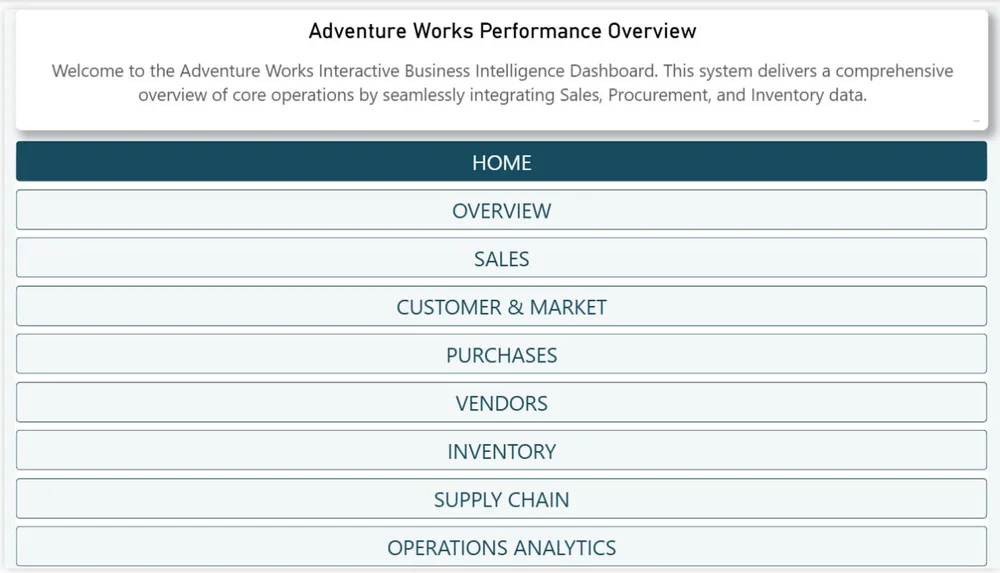 Adventure Works Performance Overview
Welcome to the Adventure Works Interactive Business Intelligence Dashboard. This system delivers a comprehensive
overview of core operations by seamlessly integrating Sales, Procurement, and Inventory data.
HOME
OVERVIEW
SALES
CUSTOMER & MARKET
PURCHASES
VENDORS
INVENTORY
SUPPLY CHAIN
OPERATIONS ANALYTICS